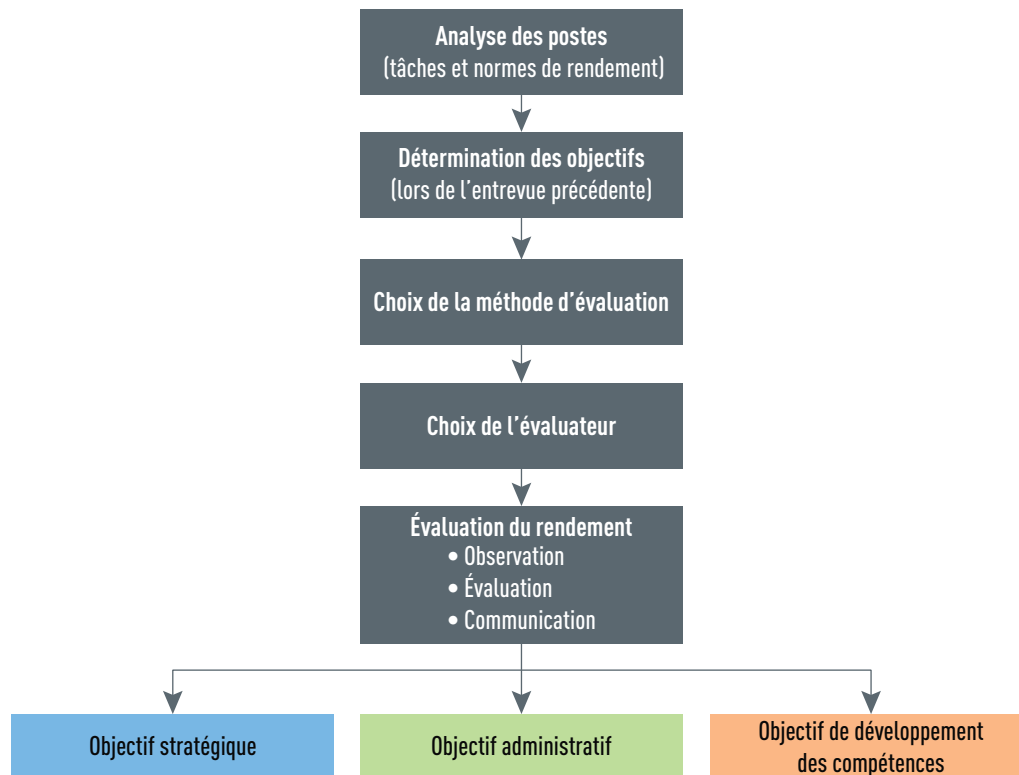 Analyse des postes
(tâches et normes de rendement)
Détermination des objectifs
(lors de l'entrevue précédente)
Choix de la méthode d'évaluation
Choix de l'évaluateur
Évaluation du rendement
• Observation
• Évaluation
• Communication
Objectif stratégique
Objectif administratif
Objectif de développement
des compétences